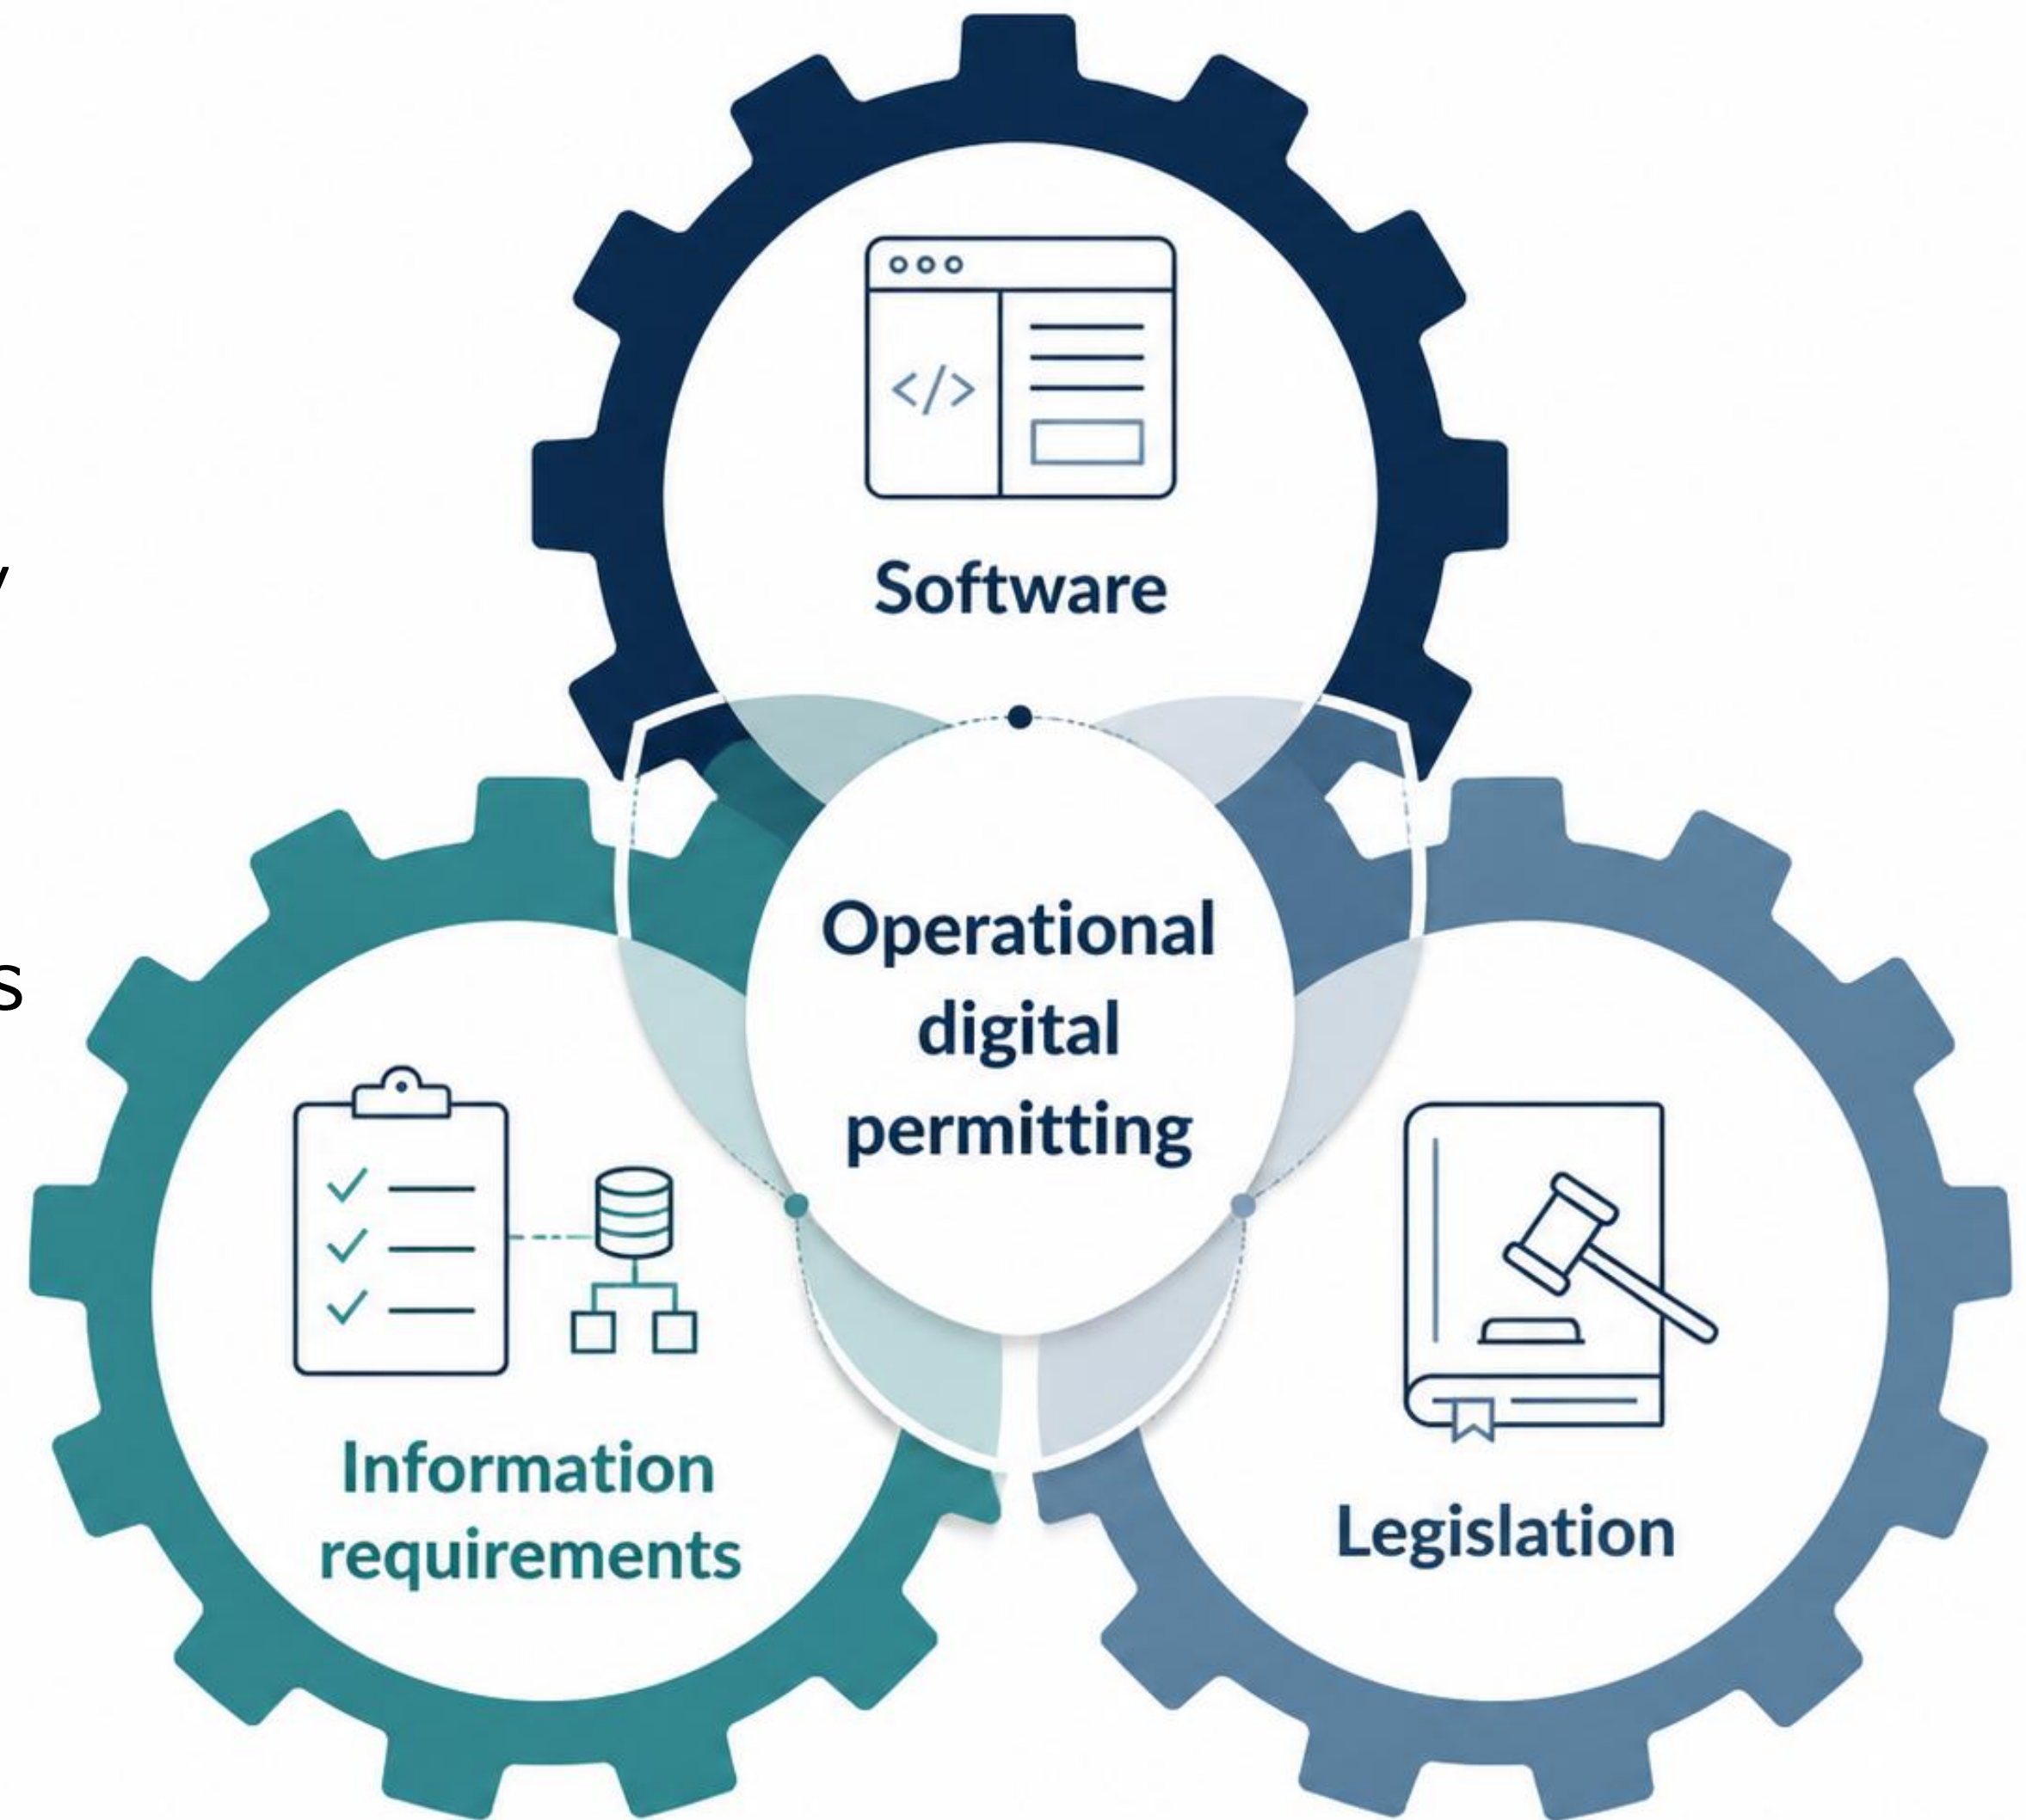 Software
</>
Operational
digital
permitting
Information
requirements
Legislation